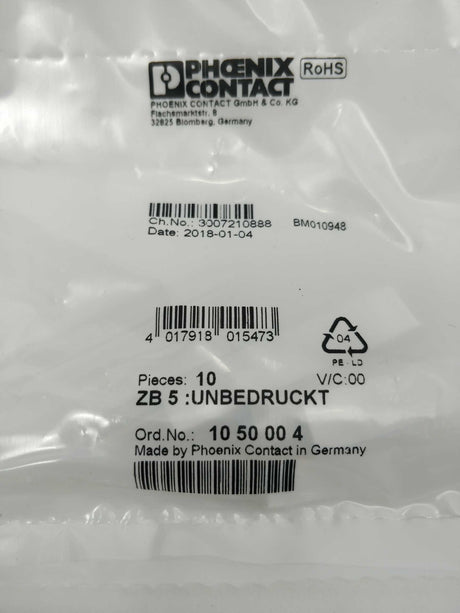 PHŒNIX
CONTACT
RoHS
PHOENIX CONTACT GmbH & Co. KG
Flachsmarktstr. 8
32825 Blomberg, Germany
Ch.No.: 3007210888 BM010948
Date: 2018-01-04
4 017918 015473
04
PE-LD
Pieces: 10 V/C:00
ZB 5 :UNBEDRUCKT
Ord.No.: 10 50 00 4
Made by Phoenix Contact in Germany